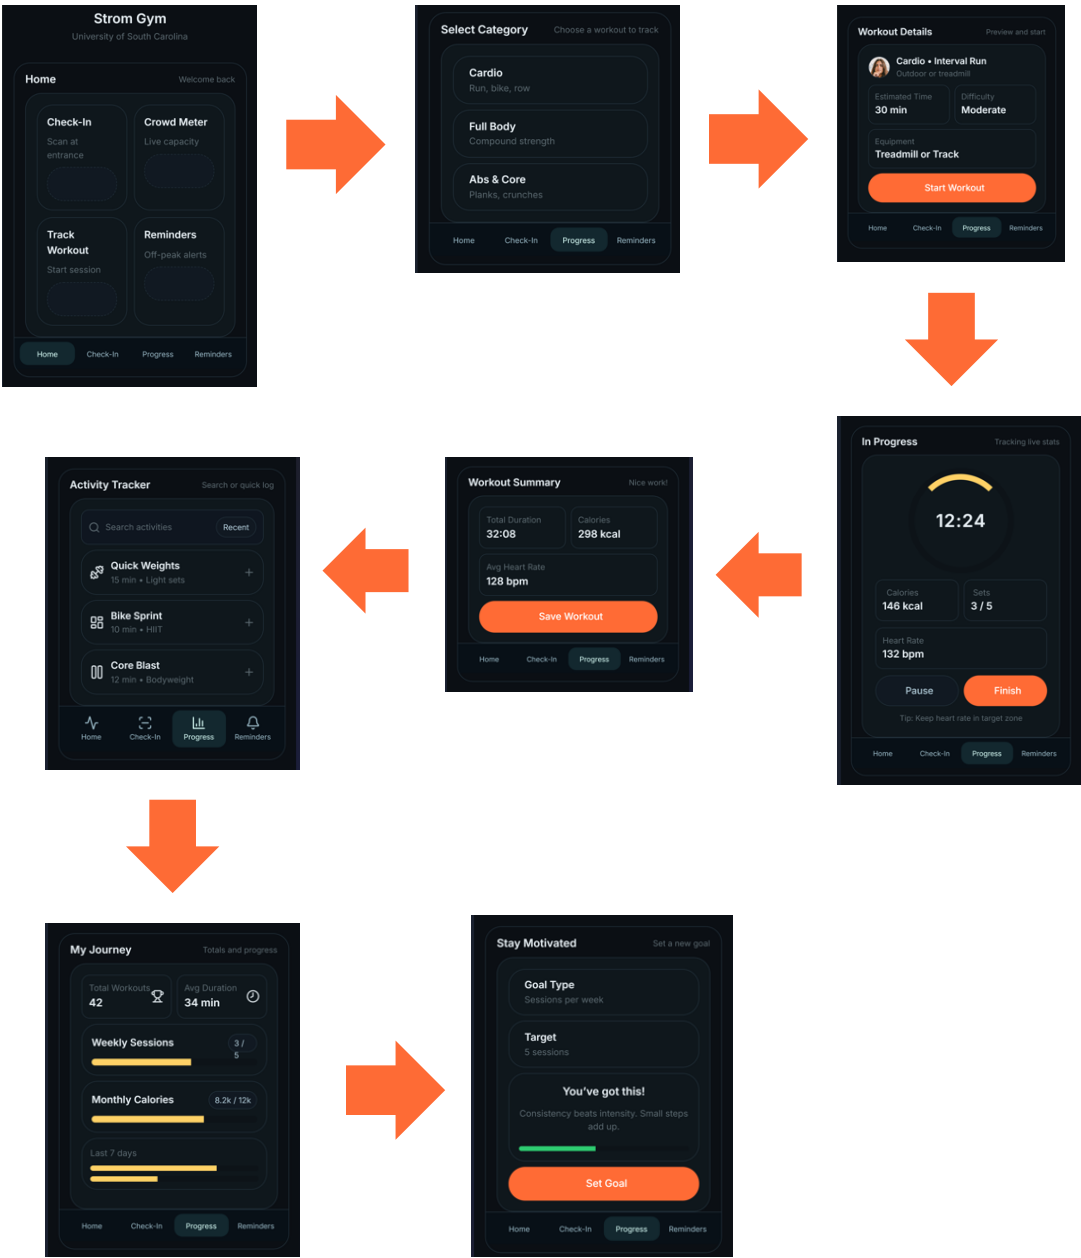 Strom Gym
University of South Carolina
Home
Welcome back
Check-In
Scan at
entrance
Crowd Meter
Live capacity
Track
Workout
Start session
Reminders
Off-peak alerts
Home
Check-In
Progress
Reminders
Select Category
Choose a workout to track
Cardio
Run, bike, row
Full Body
Compound strength
Abs & Core
Planks, crunches
Home
Check-In
Progress
Reminders
Workout Details
Preview and start
Cardio • Interval Run
Outdoor or treadmill
Estimated Time
30 min
Difficulty
Moderate
Equipment
Treadmill or Track
Start Workout
Home
Check-In
Progress
Reminders
In Progress
Tracking live stats
12:24
Calories
146 kcal
Sets
3 / 5
Heart Rate
132 bpm
Pause
Finish
Tip: Keep heart rate in target zone
Home
Check-In
Progress
Reminders
Workout Summary
Nice work!
Total Duration
32:08
Calories
298 kcal
Avg Heart Rate
128 bpm
Save Workout
Home
Check-In
Progress
Reminders
Activity Tracker
Search or quick log
Search activities
Recent
Quick Weights
15 min • Light sets
Bike Sprint
10 min • HIIT
Core Blast
12 min • Bodyweight
Home
Check-In
Progress
Reminders
My Journey
Totals and progress
Total Workouts
42
Avg Duration
34 min
Weekly Sessions
3 /
5
Monthly Calories
8.2k / 12k
Last 7 days
Home
Check-In
Progress
Reminders
Stay Motivated
Set a new goal
Goal Type
Sessions per week
Target
5 sessions
You've got this!
Consistency beats intensity. Small steps
add up.
Set Goal
Home
Check-In
Progress
Reminders